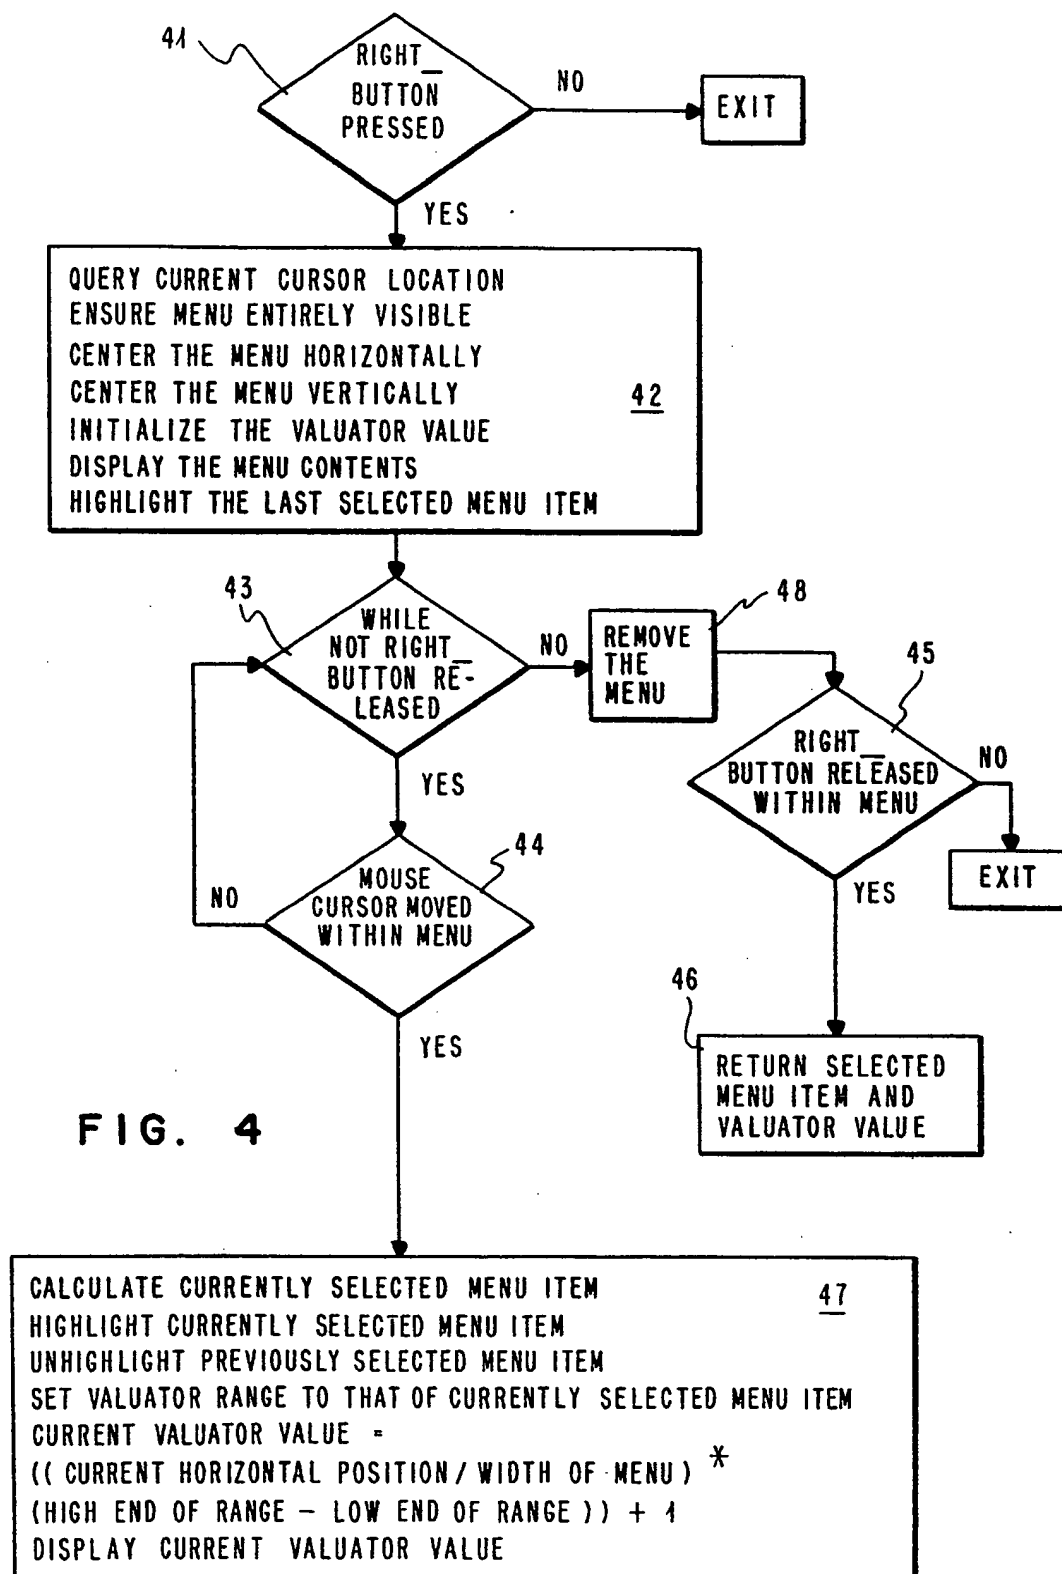 41
RIGHT_
BUTTON
PRESSED
NO
EXIT
YES
QUERY CURRENT CURSOR LOCATION
ENSURE MENU ENTIRELY VISIBLE
CENTER THE MENU HORIZONTALLY
CENTER THE MENU VERTICALLY
42
INITIALIZE THE VALUATOR VALUE
DISPLAY THE MENU CONTENTS
HIGHLIGHT THE LAST SELECTED MENU ITEM
43
WHILE
NOT RIGHT_
BUTTON RE-
LEASED
NO
48
REMOVE
THE
MENU
45
RIGHT_
BUTTON RELEASED
WITHIN MENU
NO
EXIT
YES
YES
44
MOUSE
CURSOR MOVED
WITHIN MENU
NO
YES
46
RETURN SELECTED
MENU ITEM AND
VALUATOR VALUE
FIG. 4
47
CALCULATE CURRENTLY SELECTED MENU ITEM
HIGHLIGHT CURRENTLY SELECTED MENU ITEM
UNHIGHLIGHT PREVIOUSLY SELECTED MENU ITEM
SET VALUATOR RANGE TO THAT OF CURRENTLY SELECTED MENU ITEM
CURRENT VALUATOR VALUE =
(( CURRENT HORIZONTAL POSITION / WIDTH OF MENU ) *
(HIGH END OF RANGE – LOW END OF RANGE )) + 1
DISPLAY CURRENT VALUATOR VALUE